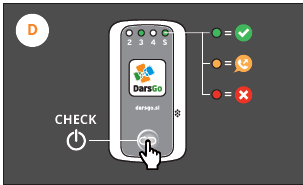 D
2 3 4 5
=
=
=
DarsGo
darsgo.si
CHECK